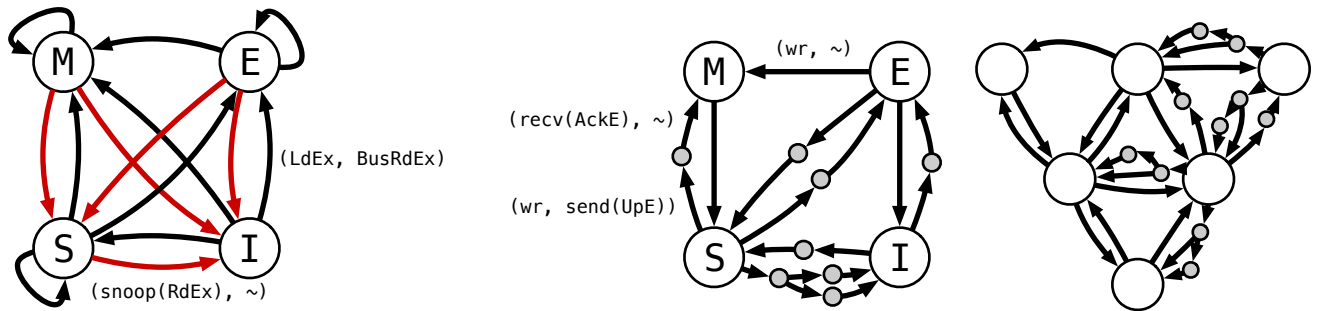 M E
S I
(LdEx, BusRdEx)
(snoop(RdEx), ~)
(wr, ~)
M E
(recv(AckE), ~)
(wr, send(UpE))
S I